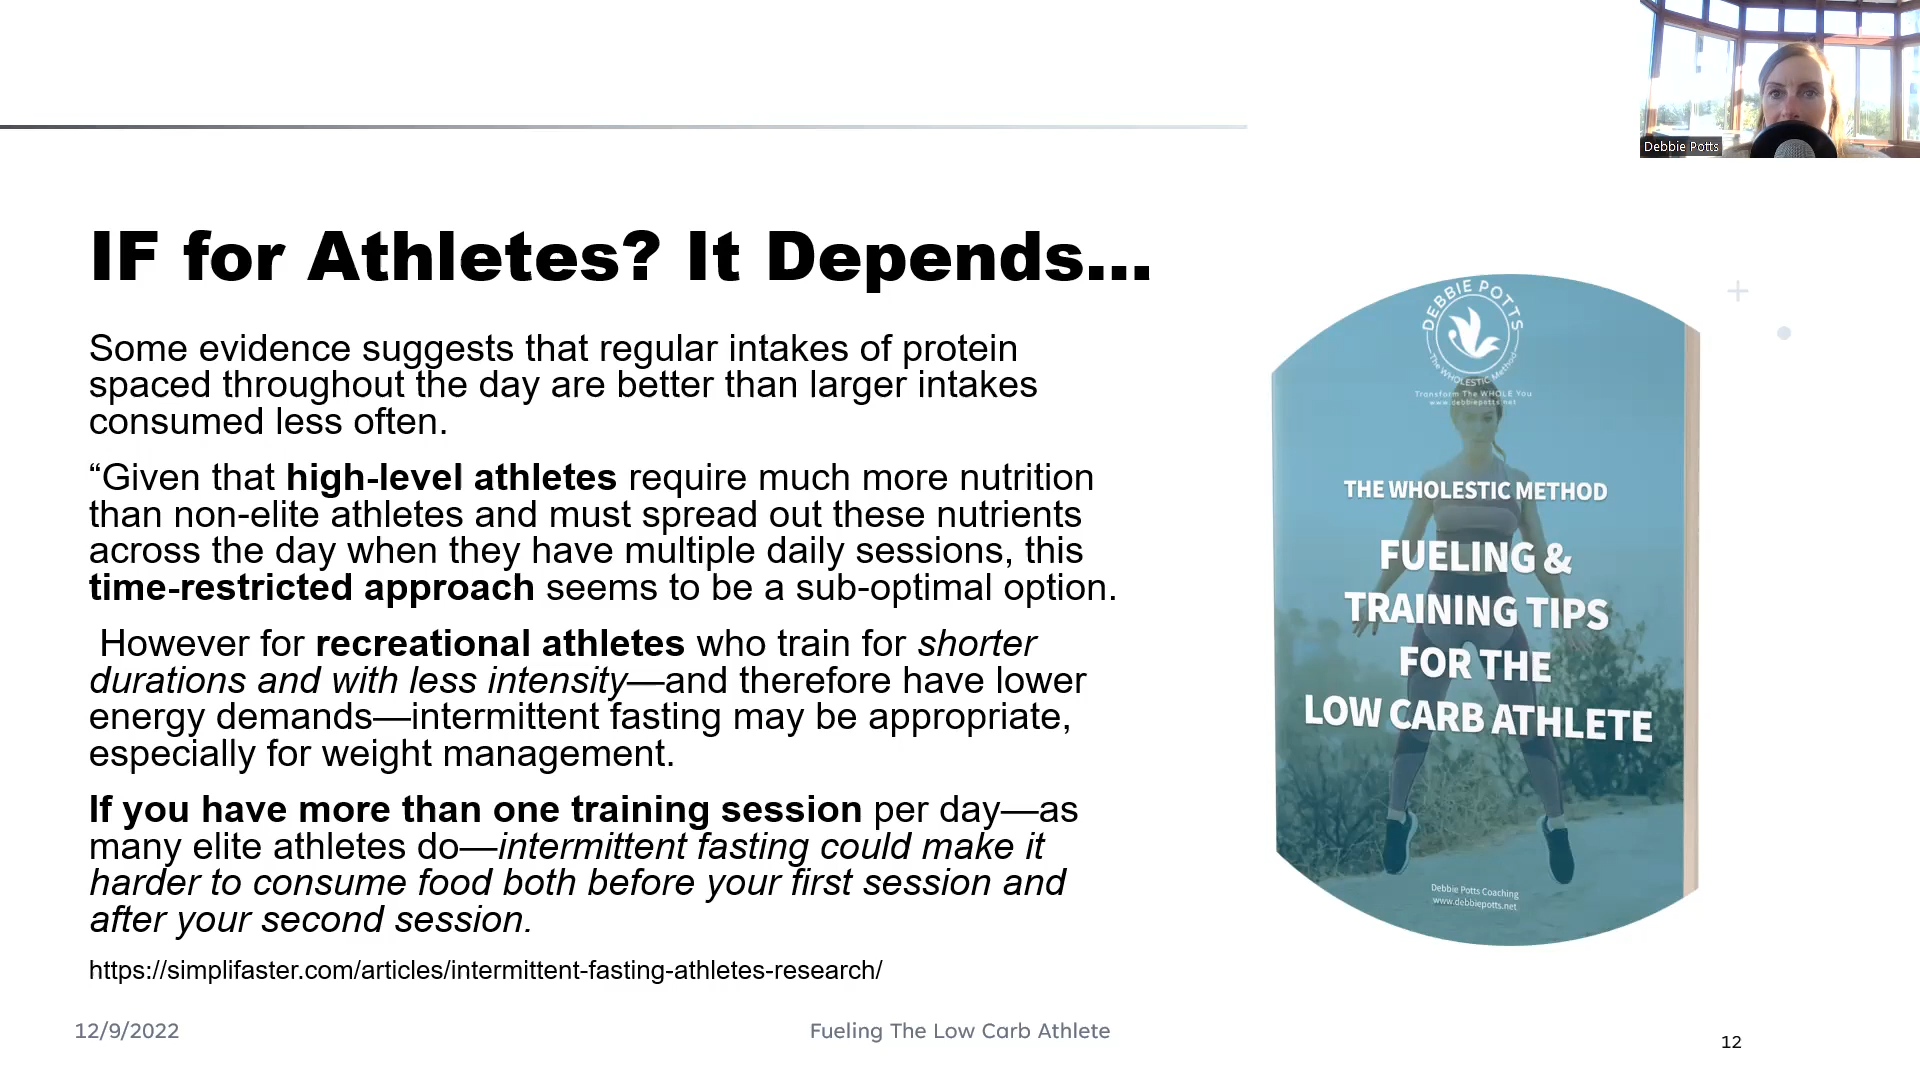 Debbie Potts
IF for Athletes? It Depends...
Some evidence suggests that regular intakes of protein
spaced throughout the day are better than larger intakes
consumed less often.
“Given that high-level athletes require much more nutrition
than non-elite athletes and must spread out these nutrients
across the day when they have multiple daily sessions, this
time-restricted approach seems to be a sub-optimal option.
However for recreational athletes who train for shorter
durations and with less intensity—and therefore have lower
energy demands—intermittent fasting may be appropriate,
especially for weight management.
If you have more than one training session per day—as
many elite athletes do—intermittent fasting could make it
harder to consume food both before your first session and
after your second session.
https://simplifaster.com/articles/intermittent-fasting-athletes-research/
DEBBIE POTTS
The WHOLESTIC Method
Transform The WHOLE You
www.debbiepotts.net
THE WHOLESTIC METHOD
FUELING &
TRAINING TIPS
FOR THE
LOW CARB ATHLETE
Debbie Potts Coaching
www.debbiepotts.net
12/9/2022
Fueling The Low Carb Athlete
12